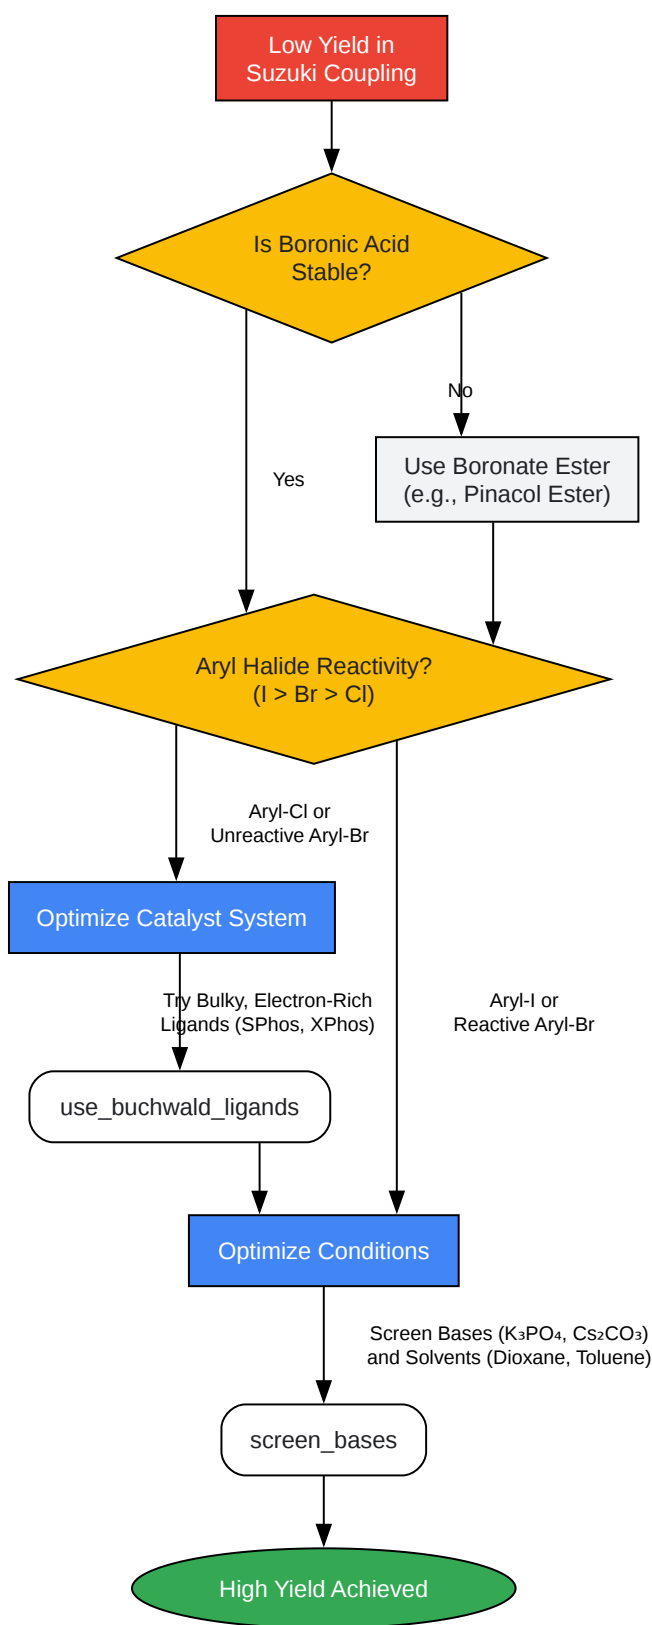 Low Yield in
Suzuki Coupling
Is Boronic Acid
Stable?
No
Use Boronate Ester
(e.g., Pinacol Ester)
Yes
Aryl Halide Reactivity?
(I > Br > Cl)
Aryl-Cl or
Unreactive Aryl-Br
Optimize Catalyst System
Try Bulky, Electron-Rich
Ligands (SPhos, XPhos)
Aryl-I or
Reactive Aryl-Br
use_buchwald_ligands
Optimize Conditions
Screen Bases (K₃PO₄, Cs₂CO₃)
and Solvents (Dioxane, Toluene)
screen_bases
High Yield Achieved